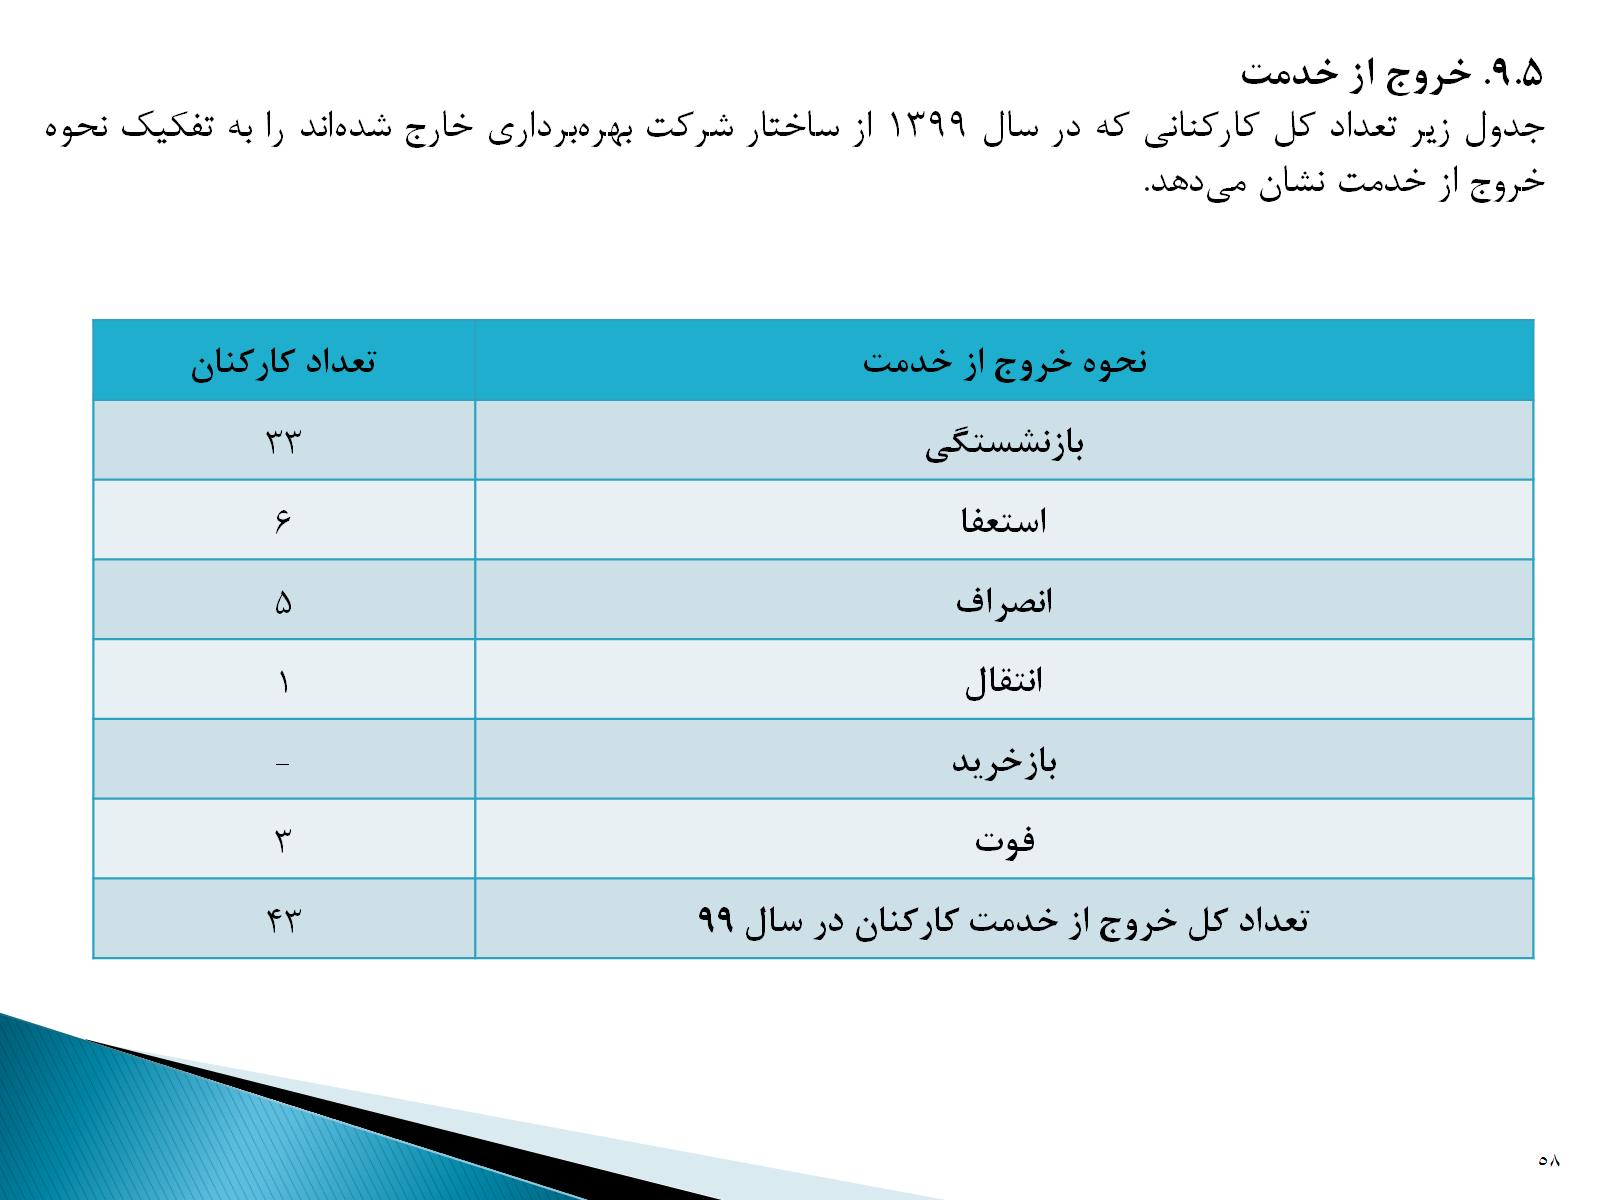 ۹.۵. خروج از خدمت
جدول زیر تعداد کل کارکنانی که در سال ۱۳۹۹ از ساختار شرکت بهره‌برداری خارج شده‌اند را به تفکیک نحوه
خروج از خدمت نشان می‌دهد.
نحوه خروج از خدمت تعداد کارکنان
بازنشستگی ۳۳
استعفا ۶
انصراف ۵
انتقال ۱
بازخرید -
فوت ۳
تعداد کل خروج از خدمت کارکنان در سال ۹۹ ۴۳
۵۸